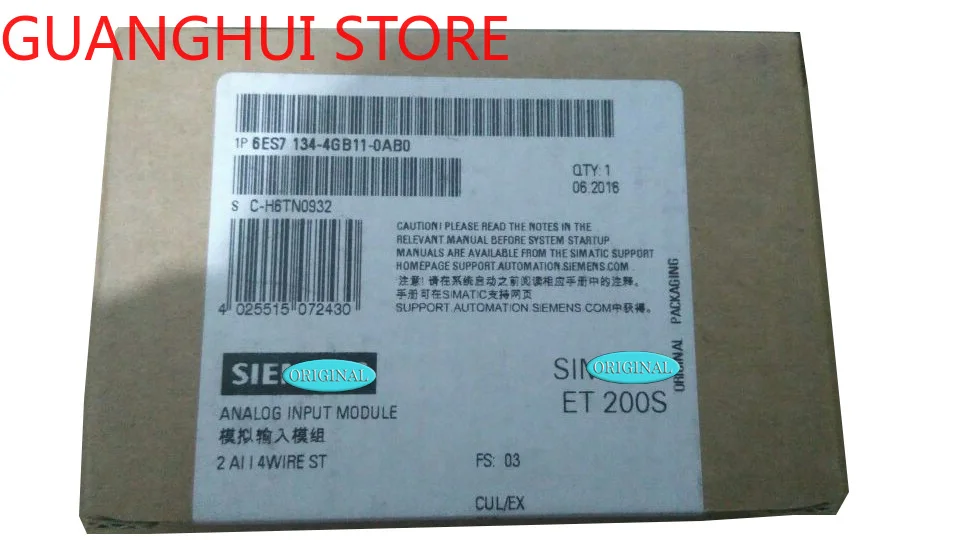 GUANGHUI STORE
1P 6ES7 134-4GB11-0AB0
QTY: 1
06.2016
S C-H6TN0932
CAUTION! PLEASE READ THE NOTES IN THE
RELEVANT MANUAL BEFORE SYSTEM STARTUP
MANUALS ARE AVAILABLE FROM THE SIMATIC SUPPORT
HOMEPAGE SUPPORT.AUTOMATION.SIEMENS.COM
注意! 请在系统启动之前阅读相应手册中的注释。
手册可在SIMATIC支持网页
SUPPORT.AUTOMATION.SIEMENS.COM中获得。
4 025515 072430
ORIGINAL PACKAGING
SIE
ORIGINAL
SIM
ORIGINAL
ET 200S
ANALOG INPUT MODULE
模拟输入模组
2 AI I 4WIRE ST
FS: 03
CUL/EX